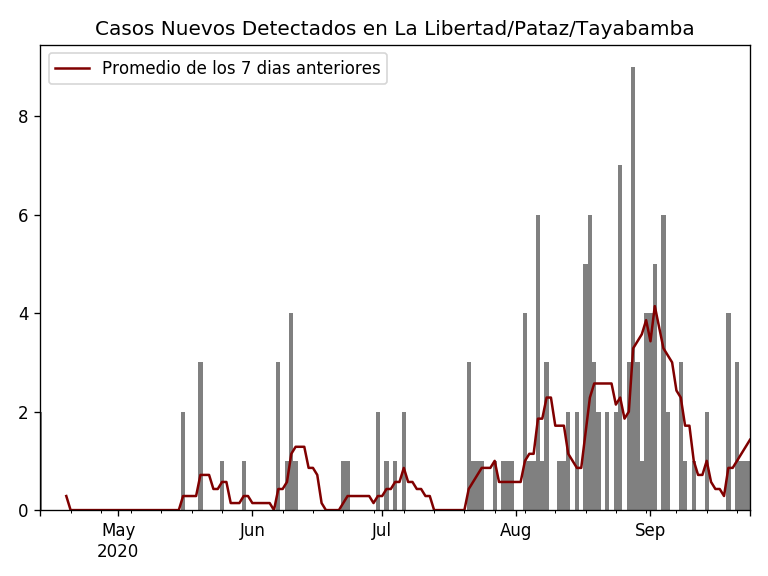 Casos Nuevos Detectados en La Libertad/Pataz/Tayabamba
Promedio de los 7 dias anteriores
8
6
4
2
0
May
2020
Jun
Jul
Aug
Sep